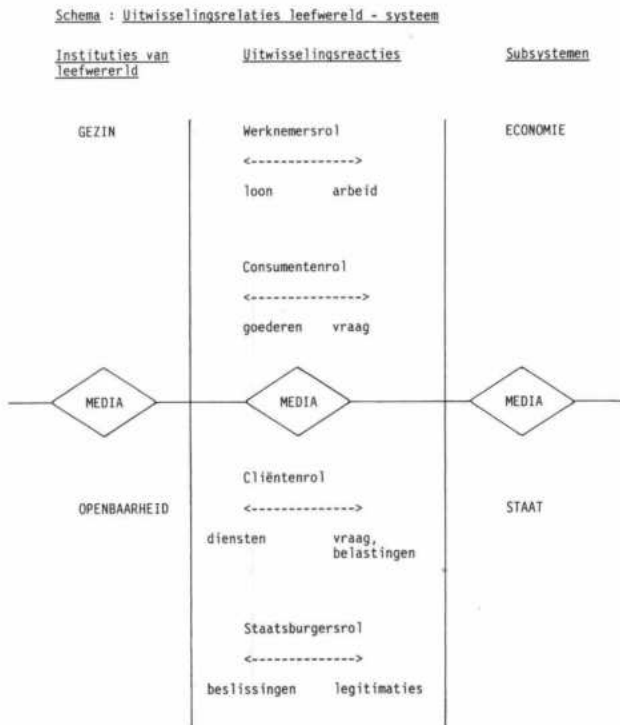 Schema : Uitwisselingsrelaties leefwereld - systeem
Instituties van Uitwisselingsreacties Subsystemen
leefwererld
GEZIN Werknemersrol ECONOMIE
<-------------->
loon arbeid
Consumentenrol
<--------------->
goederen vraag
MEDIA MEDIA MEDIA
Cliëntenrol
OPENBAARHEID <--------------> STAAT
diensten vraag,
belastingen
Staatsburgersrol
<-------------->
beslissingen legitimaties